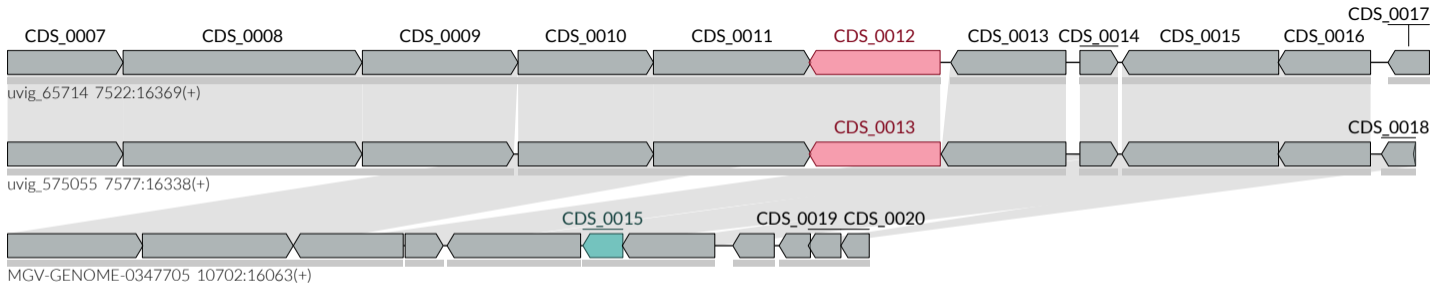 CDS_0017
CDS_0007 CDS_0008 CDS_0009 CDS_0010 CDS_0011 CDS_0012 CDS_0013 CDS_0014 CDS_0015 CDS_0016
uvig_65714 7522:16369(+)
CDS_0013 CDS_0018
uvig_575055 7577:16338(+)
CDS_0015 CDS_0019 CDS_0020
MGV-GENOME-0347705 10702:16063(+)